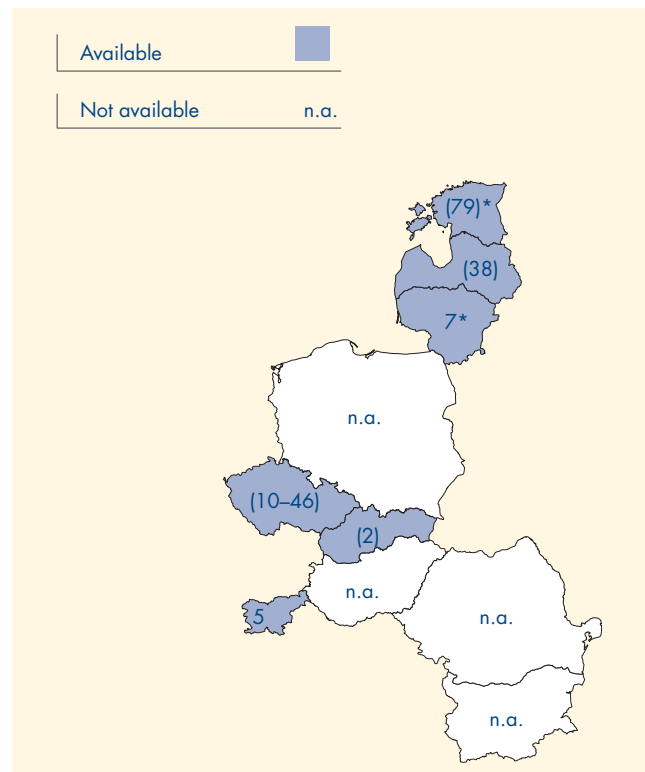 Available
Not available n.a.
(79)*
(38)
7*
n.a.
(10–46)
(2)
n.a.
5
n.a.
n.a.